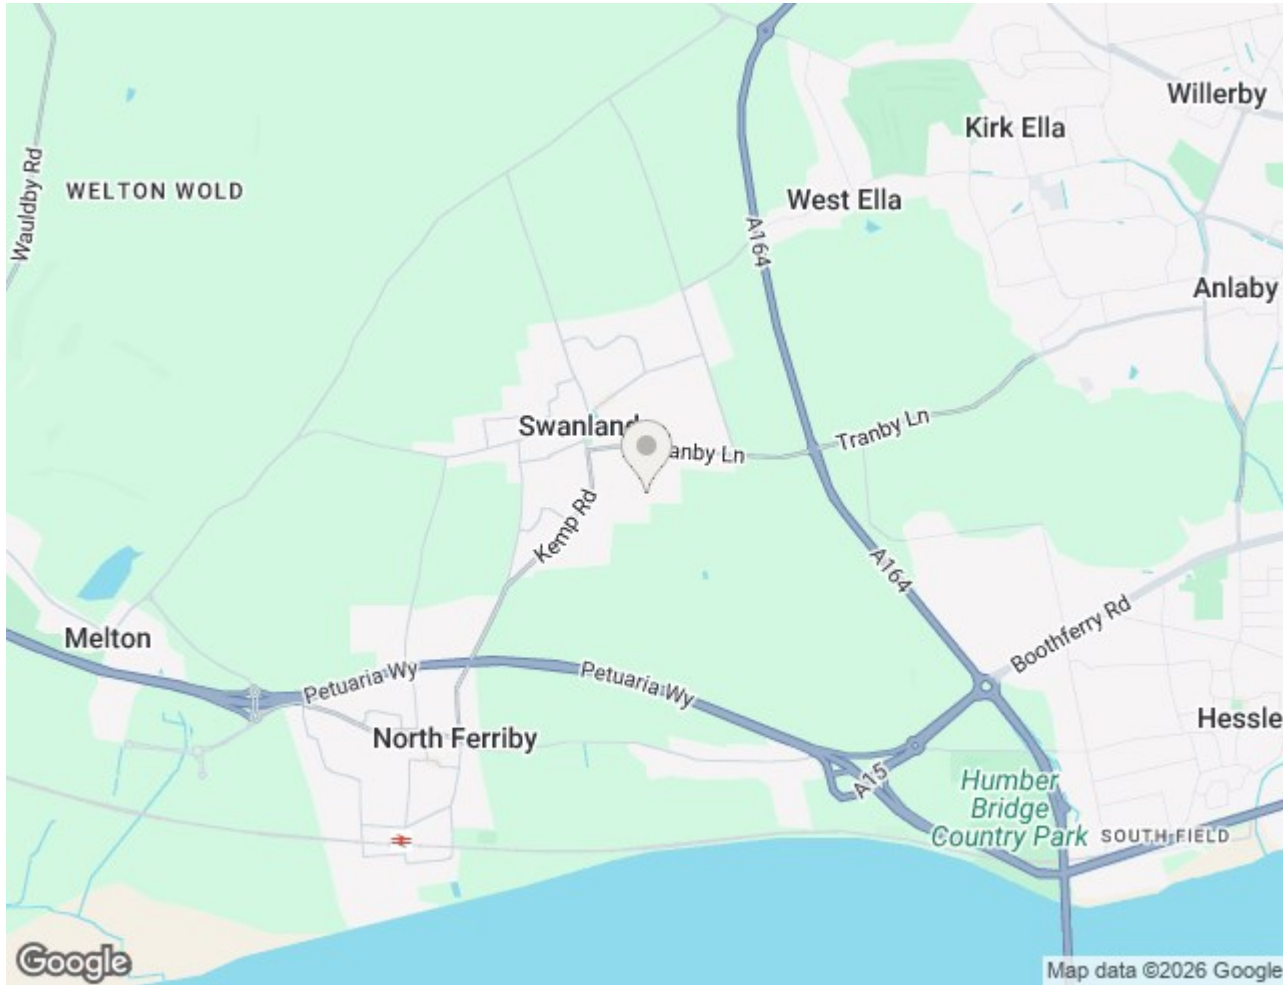 Willerby
Kirk Ella
Wauldby Rd
WELTON WOLD
West Ella
A164
Anlaby
Swanland
Tranby Ln
anby Ln
Kemp Rd
A164
Boothferry Rd
Melton
Petuaria Wy
Petuaria Wy
Hessle
North Ferriby
A15
Humber
Bridge
Country Park
SOUTH FIELD
Google
Map data ©2026 Google